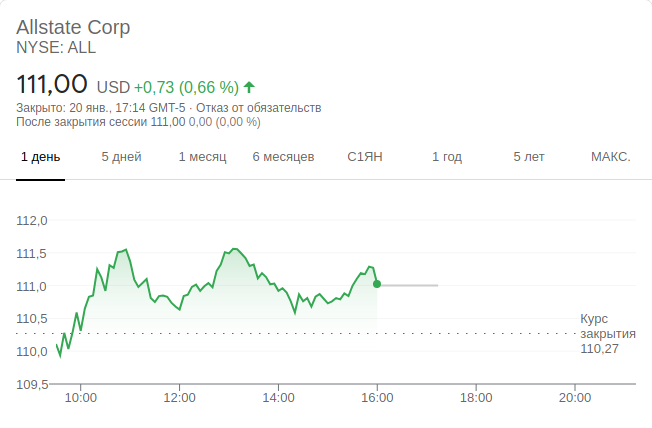 Allstate Corp
NYSE: ALL
111,00 USD +0,73 (0,66 %)
Закрыто: 20 янв., 17:14 GMT-5 · Отказ от обязательств
После закрытия сессии 111,00 0,00 (0,00 %)
1 день 5 дней 1 месяц 6 месяцев С1ЯН 1 год 5 лет МАКС.
112,0
111,5
111,0
110,5
110,0
109,5
Курс
закрытия
110,27
10:00 12:00 14:00 16:00 18:00 20:00